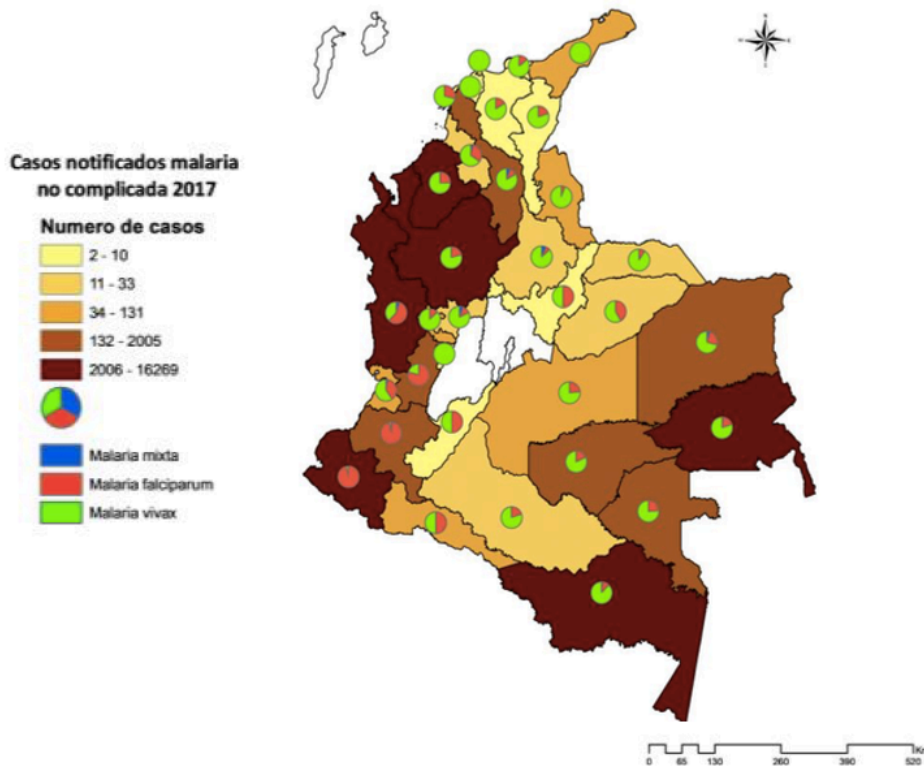 Casos notificados malaria
no complicada 2017
Numero de casos
2 - 10
11 - 33
34 - 131
132 - 2005
2006 - 16269
Malaria mixta
Malaria falciparum
Malaria vivax
0 65 130 260 390 520